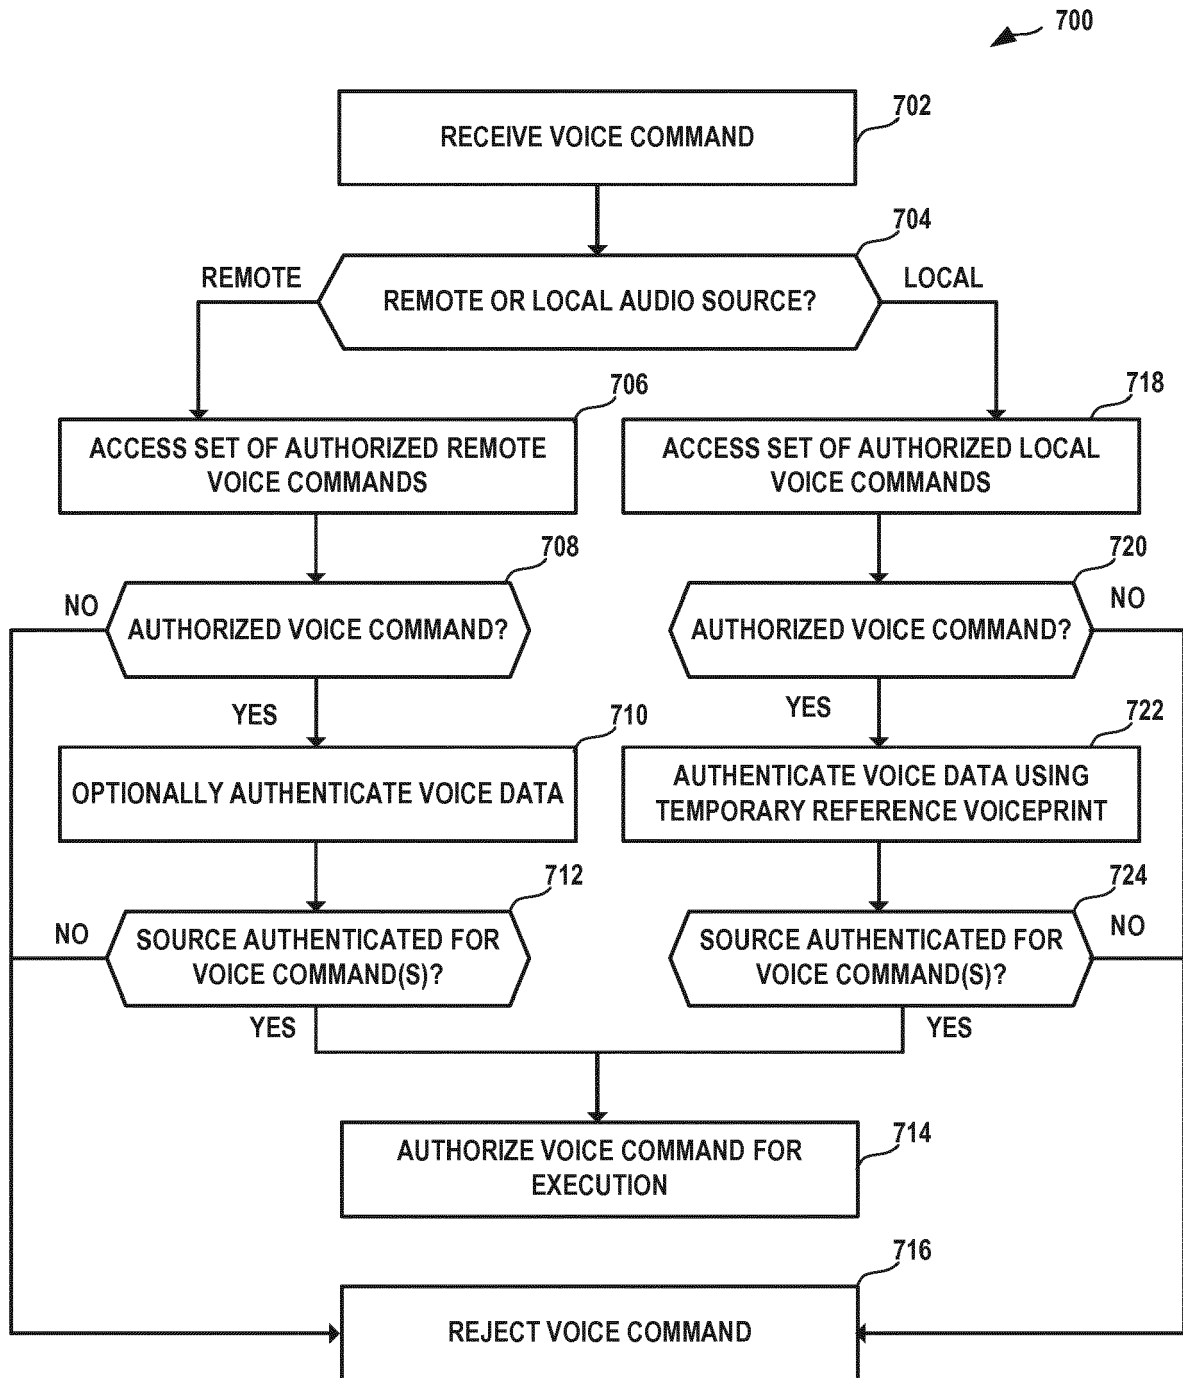 700
702
RECEIVE VOICE COMMAND
704
REMOTE
LOCAL
REMOTE OR LOCAL AUDIO SOURCE?
706
718
ACCESS SET OF AUTHORIZED REMOTE
VOICE COMMANDS
ACCESS SET OF AUTHORIZED LOCAL
VOICE COMMANDS
708
720
NO
NO
AUTHORIZED VOICE COMMAND?
AUTHORIZED VOICE COMMAND?
YES
YES
710
722
OPTIONALLY AUTHENTICATE VOICE DATA
AUTHENTICATE VOICE DATA USING
TEMPORARY REFERENCE VOICEPRINT
712
724
NO
NO
SOURCE AUTHENTICATED FOR
VOICE COMMAND(S)?
SOURCE AUTHENTICATED FOR
VOICE COMMAND(S)?
YES
YES
714
AUTHORIZE VOICE COMMAND FOR
EXECUTION
716
REJECT VOICE COMMAND